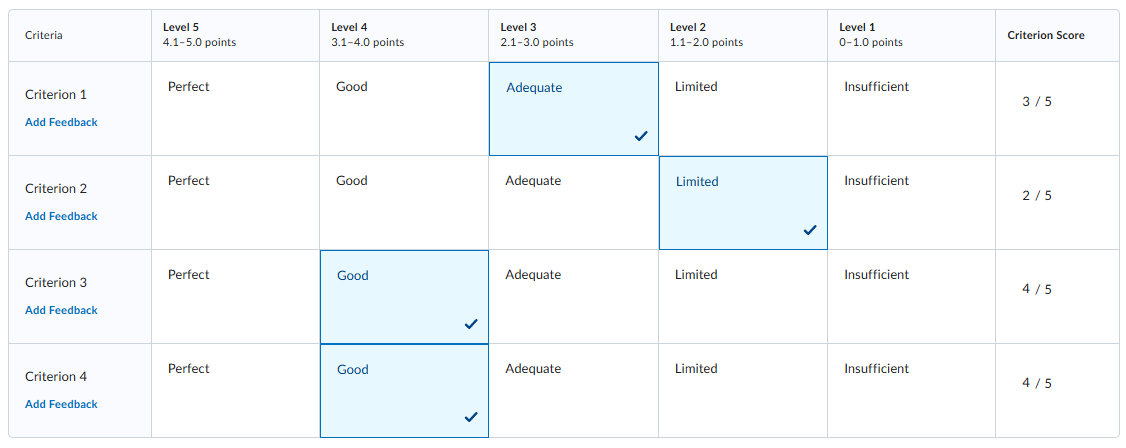 Criteria
Level 5
4.1–5.0 points
Level 4
3.1–4.0 points
Level 3
2.1–3.0 points
Level 2
1.1–2.0 points
Level 1
0–1.0 points
Criterion Score
Criterion 1
Add Feedback
Perfect
Good
Adequate
Limited
Insufficient
3 / 5
Criterion 2
Add Feedback
Perfect
Good
Adequate
Limited
Insufficient
2 / 5
Criterion 3
Add Feedback
Perfect
Good
Adequate
Limited
Insufficient
4 / 5
Criterion 4
Add Feedback
Perfect
Good
Adequate
Limited
Insufficient
4 / 5